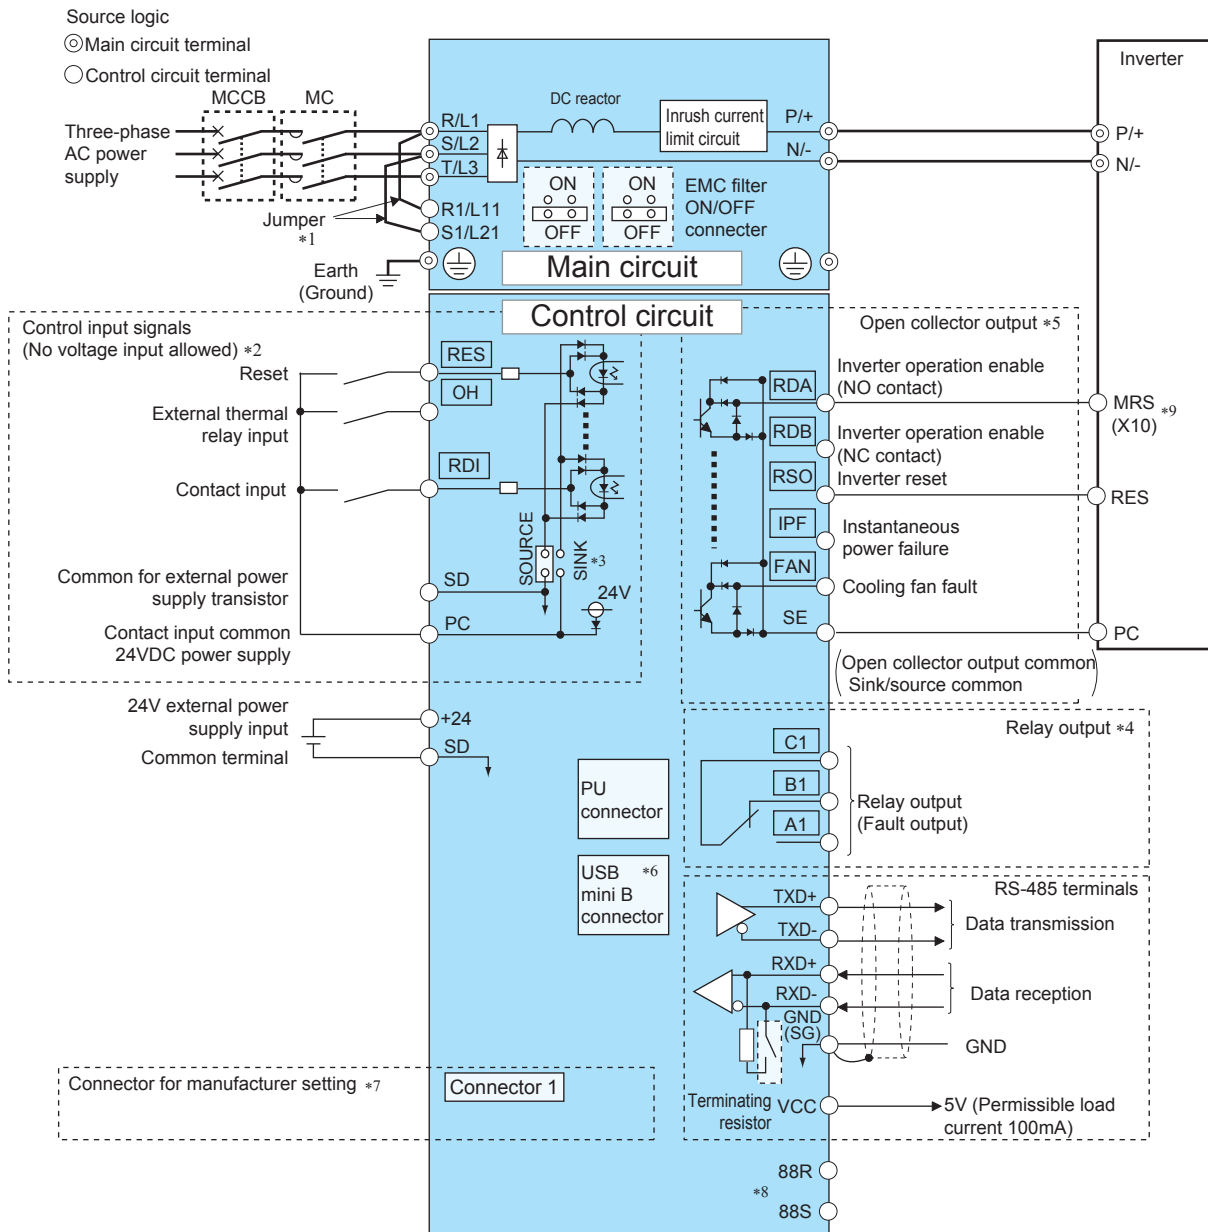 Source logic
Main circuit terminal
Control circuit terminal
MCCB
MC
Three-phase
AC power
supply
Jumper
*1
Earth
(Ground)
R/L1
S/L2
T/L3
R1/L11
S1/L21
DC reactor
Inrush current
limit circuit
P/+
N/-
ON
OFF
ON
OFF
EMC filter
ON/OFF
connecter
Main circuit
Inverter
P/+
N/-
Control circuit
Control input signals
(No voltage input allowed) *2
Reset
External thermal
relay input
Contact input
Common for external power
supply transistor
Contact input common
24VDC power supply
RES
OH
RDI
SD
PC
SOURCE
SINK
*3
24V
Open collector output *5
RDA
Inverter operation enable
(NO contact)
RDB
Inverter operation enable
(NC contact)
RSO
Inverter reset
IPF
Instantaneous
power failure
FAN
Cooling fan fault
SE
Open collector output common
Sink/source common
MRS *9
(X10)
RES
PC
24V external power
supply input
Common terminal
+24
SD
PU
connector
USB *6
mini B
connector
Relay output *4
C1
B1
A1
Relay output
(Fault output)
RS-485 terminals
TXD+
TXD-
Data transmission
RXD+
RXD-
Data reception
GND
(SG)
GND
Terminating
resistor
VCC
5V (Permissible load
current 100mA)
Connector for manufacturer setting *7
Connector 1
88R
*8
88S